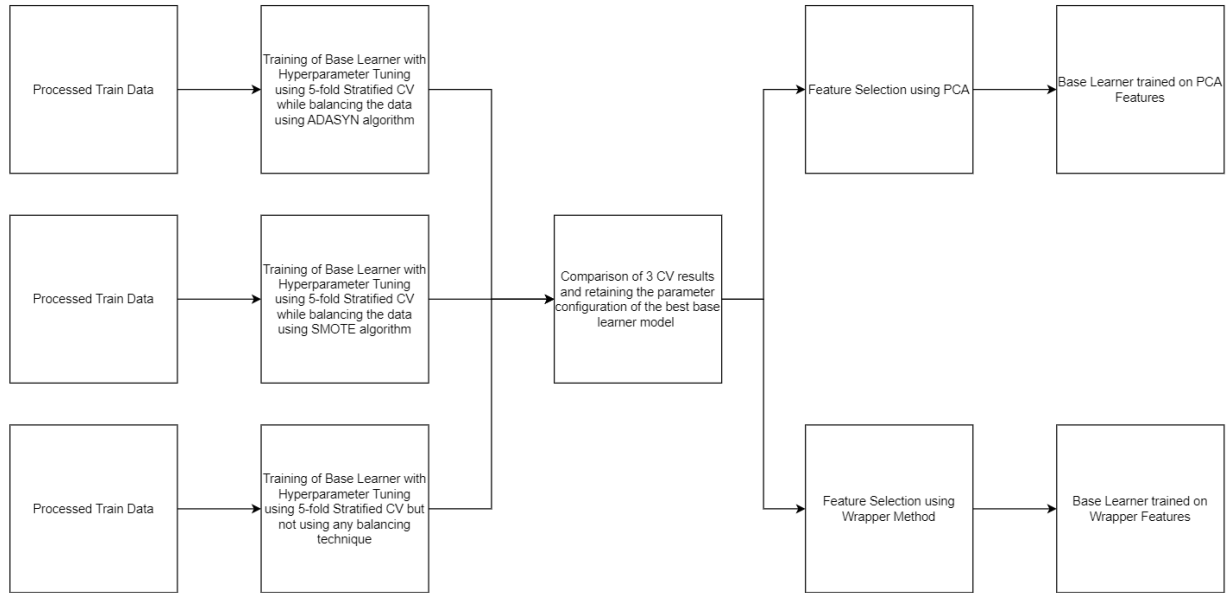 Processed Train Data
Training of Base Learner with
Hyperparameter Tuning
using 5-fold Stratified CV
while balancing the data
using ADASYN algorithm
Feature Selection using PCA
Base Learner trained on PCA
Features
Processed Train Data
Training of Base Learner with
Hyperparameter Tuning
using 5-fold Stratified CV
while balancing the data
using SMOTE algorithm
Comparison of 3 CV results
and retaining the parameter
configuration of the best base
learner model
Processed Train Data
Training of Base Learner with
Hyperparameter Tuning
using 5-fold Stratified CV but
not using any balancing
technique
Feature Selection using
Wrapper Method
Base Learner trained on
Wrapper Features